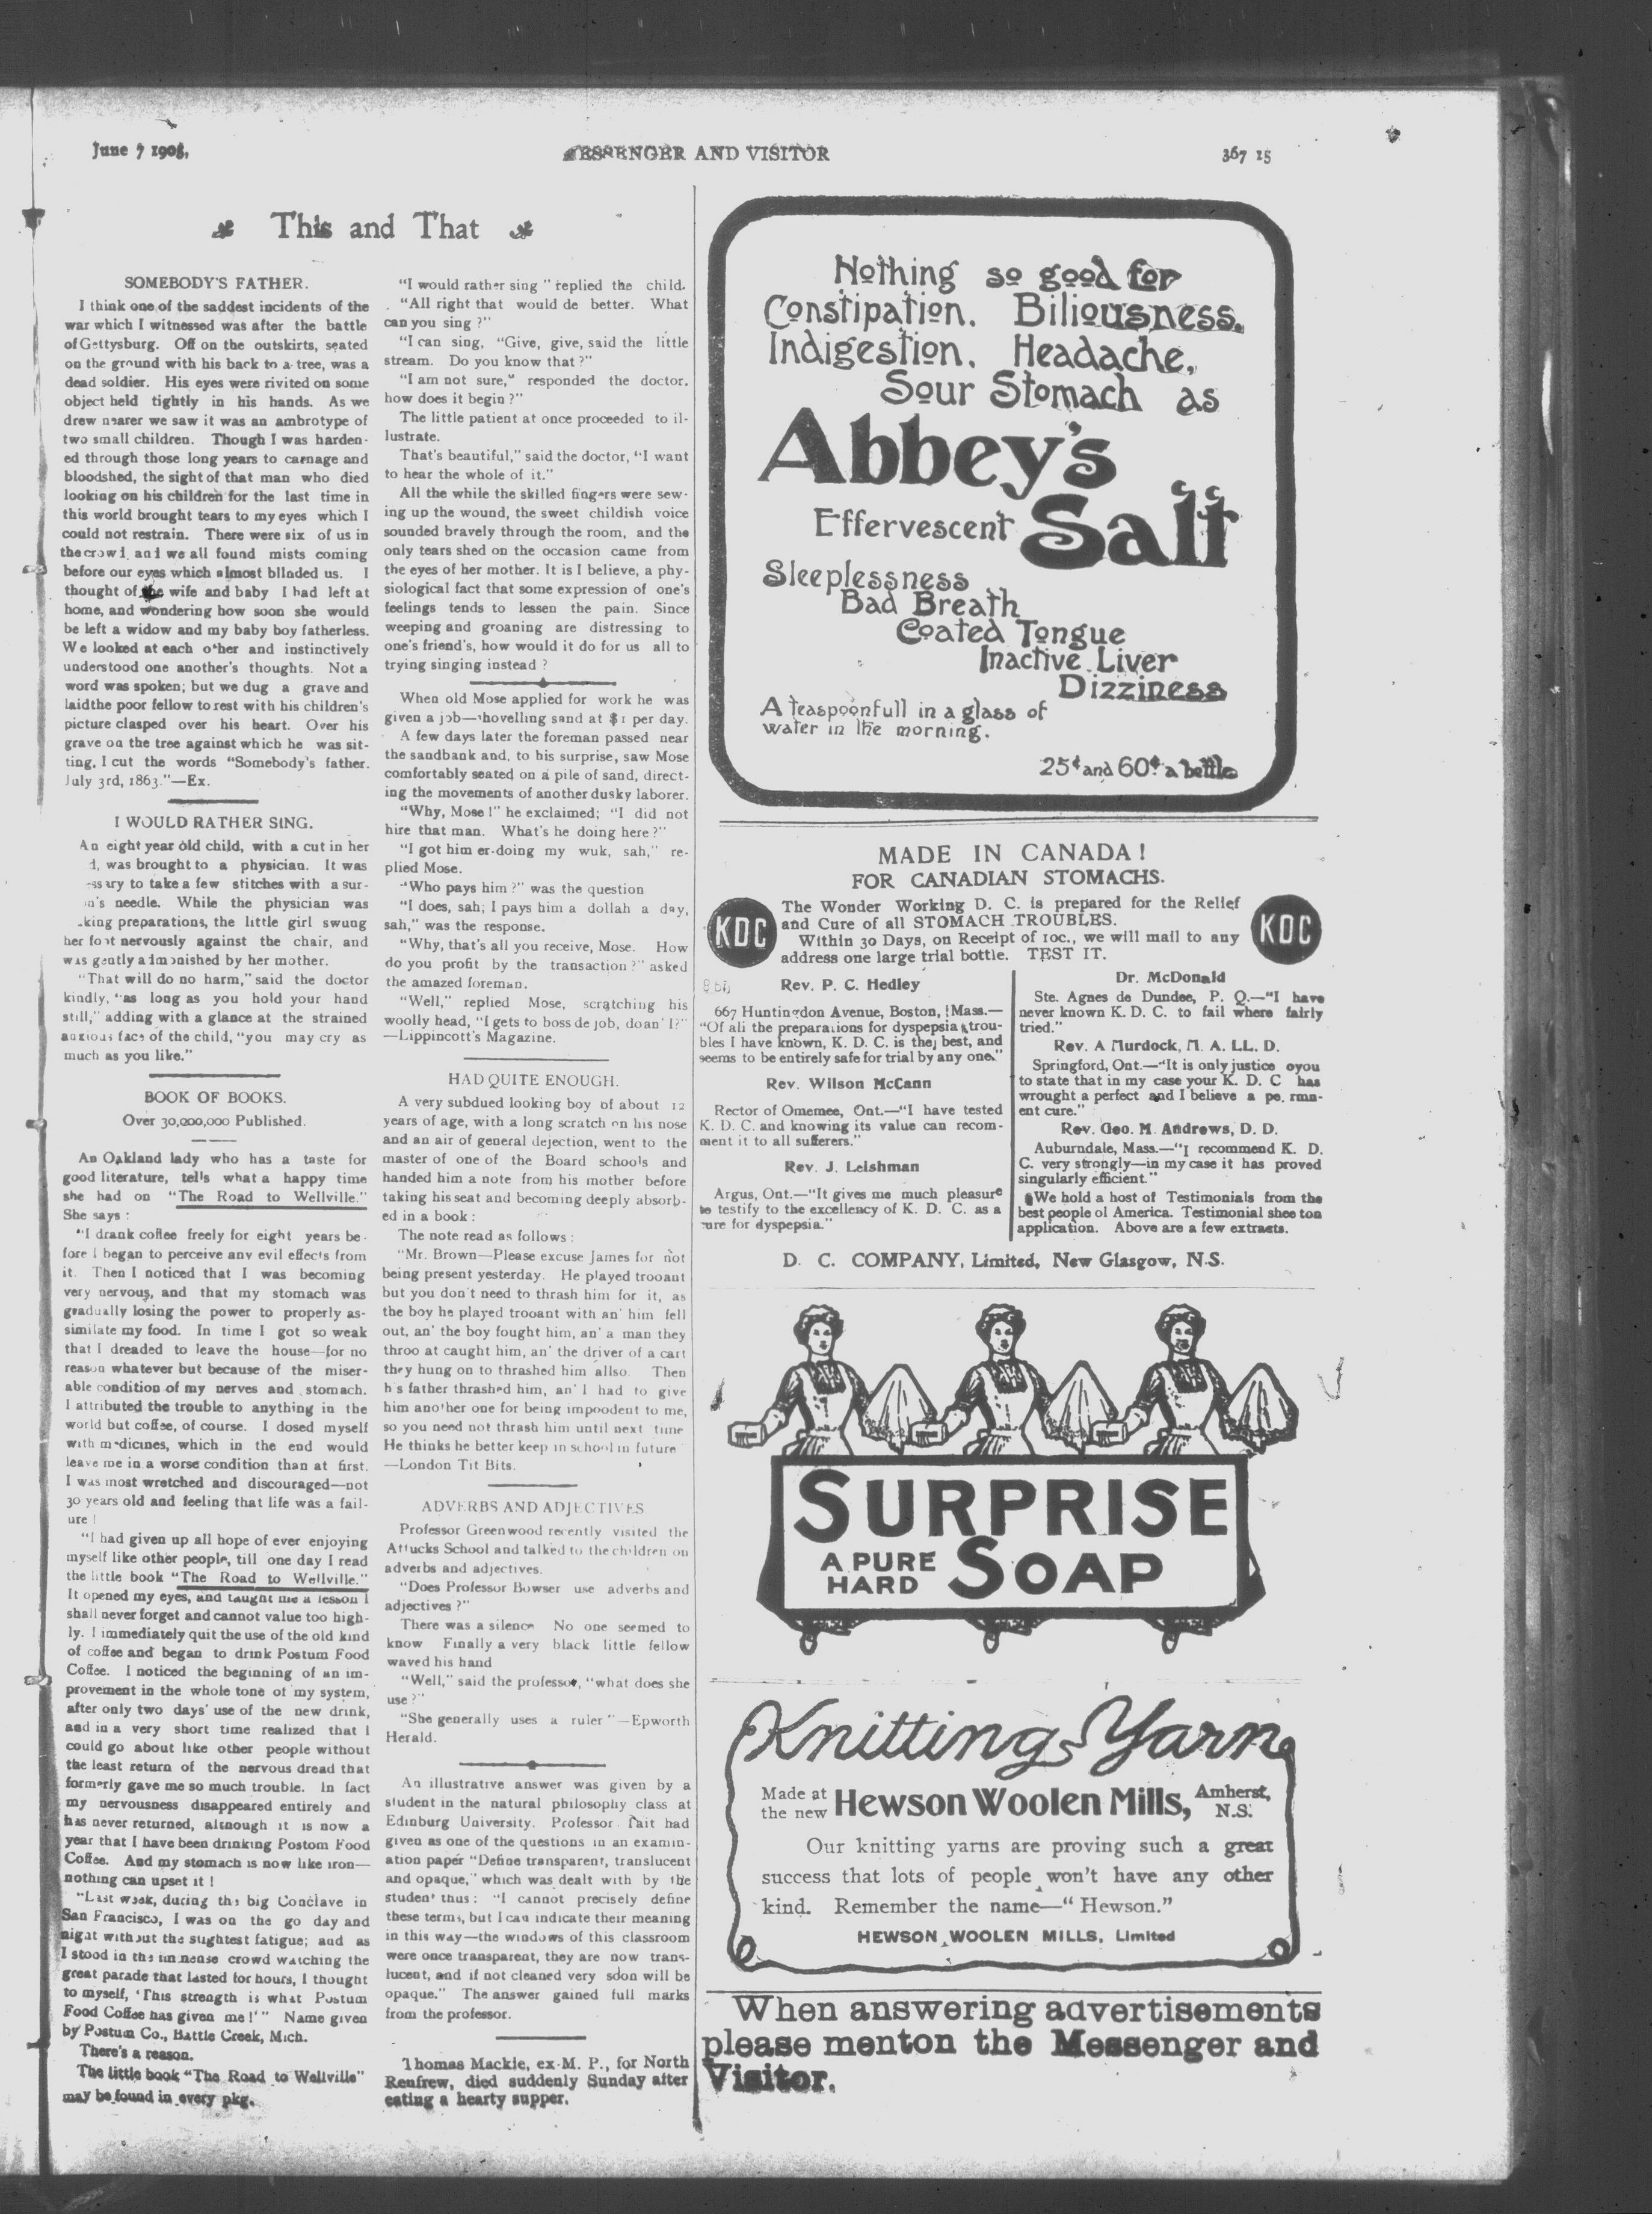 June 7 1905,
MESSENGER AND VISITOR
367 15
This and That
SOMEBODY'S FATHER.
I think one of the saddest incidents of the
war which I witnessed was after the battle
of Gettysburg. Off on the outskirts, seated
on the ground with his back to a tree, was a
dead soldier. His eyes were rivited on some
object held tightly in his hands. As we
drew nearer we saw it was an ambrotype of
two small children. Though I was harden-
ed through those long years to carnage and
bloodshed, the sight of that man who died
looking on his children for the last time in
this world brought tears to my eyes which I
could not restrain. There were six of us in
the crowd, and we all found mists coming
before our eyes which almost blladed us. I
thought of the wife and baby I had left at
home, and wondering how soon she would
be left a widow and my baby boy fatherless.
We looked at each other and instinctively
understood one another's thoughts. Not a
word was spoken; but we dug a grave and
laidthe poor fellow to rest with his children's
picture clasped over his heart. Over his
grave on the tree against which he was sit-
ting, I cut the words "Somebody's father.
July 3rd, 1863."—Ex.
I WOULD RATHER SING.
An eight year old child, with a cut in her
d, was brought to a physician. It was
ssary to take a few stitches with a sur-
n's needle. While the physician was
king preparations, the little girl swung
her foot nervously against the chair, and
was gently admonished by her mother.
"That will do no harm," said the doctor
kindly, "as long as you hold your hand
still," adding with a glance at the strained
anxious face of the child, "you may cry as
much as you like."
BOOK OF BOOKS.
Over 30,000,000 Published.
An Oakland lady who has a taste for
good literature, tells what a happy time
she had on "The Road to Wellville."
She says :
"I drank coffee freely for eight years be-
fore I began to perceive any evil effects from
it. Then I noticed that I was becoming
very nervous, and that my stomach was
gradually losing the power to properly as-
similate my food. In time I got so weak
that I dreaded to leave the house—for no
reason whatever but because of the miser-
able condition of my nerves and stomach.
I attributed the trouble to anything in the
world but coffee, of course. I dosed myself
with medicines, which in the end would
leave me in a worse condition than at first.
I was most wretched and discouraged—not
30 years old and feeling that life was a fail-
ure !
"I had given up all hope of ever enjoying
myself like other people, till one day I read
the little book "The Road to Wellville."
It opened my eyes, and taught me a lesson I
shall never forget and cannot value too high-
ly. I immediately quit the use of the old kind
of coffee and began to drink Postum Food
Coffee. I noticed the beginning of an im-
provement in the whole tone of my system,
after only two days' use of the new drink,
and in a very short time realized that I
could go about like other people without
the least return of the nervous dread that
formerly gave me so much trouble. In fact
my nervousness disappeared entirely and
has never returned, although it is now a
year that I have been drinking Postom Food
Coffee. And my stomach is now like iron—
nothing can upset it !
"Last week, during the big Conclave in
San Francisco, I was on the go day and
night without the slightest fatigue; and as
I stood in the immense crowd watching the
great parade that lasted for hours, I thought
to myself, 'This strength is what Postum
Food Coffee has given me !'" Name given
by Postum Co., Battle Creek, Mich.
There's a reason.
The little book "The Road to Wellville"
may be found in every pkg.
"I would rather sing " replied the child.
"All right that would de better. What
can you sing ?"
"I can sing, "Give, give, said the little
stream. Do you know that ?"
"I am not sure," responded the doctor.
how does it begin ?"
The little patient at once proceeded to il-
lustrate.
That's beautiful," said the doctor, "I want
to hear the whole of it."
All the while the skilled fingers were sew-
ing up the wound, the sweet childish voice
sounded bravely through the room, and the
only tears shed on the occasion came from
the eyes of her mother. It is I believe, a phy-
siological fact that some expression of one's
feelings tends to lessen the pain. Since
weeping and groaning are distressing to
one's friend's, how would it do for us all to
trying singing instead ?
When old Mose applied for work he was
given a job—shovelling sand at $1 per day.
A few days later the foreman passed near
the sandbank and, to his surprise, saw Mose
comfortably seated on a pile of sand, direct-
ing the movements of another dusky laborer.
"Why, Mose !" he exclaimed; "I did not
hire that man. What's he doing here ?"
"I got him er-doing my wuk, sah," re-
plied Mose.
"Who pays him ?" was the question
"I does, sah; I pays him a dollah a day,
sah," was the response.
"Why, that's all you receive, Mose. How
do you profit by the transaction ?" asked
the amazed foreman.
"Well," replied Mose, scratching his
woolly head, "I gets to boss de job, doan' I?"
—Lippincott's Magazine.
HAD QUITE ENOUGH.
A very subdued looking boy of about 12
years of age, with a long scratch on his nose
and an air of general dejection, went to the
master of one of the Board schools and
handed him a note from his mother before
taking his seat and becoming deeply absorb-
ed in a book :
The note read as follows :
"Mr. Brown—Please excuse James for not
being present yesterday. He played trooant
but you don't need to thrash him for it, as
the boy he played trooant with an' him fell
out, an' the boy fought him, an' a man they
throo at caught him, an' the driver of a cart
they hung on to thrashed him allso. Then
his father thrashed him, an' I had to give
him another one for being impoodent to me,
so you need not thrash him until next time
He thinks he better keep in school in future "
—London Tit Bits.
ADVERBS AND ADJECTIVES
Professor Greenwood recently visited the
Attucks School and talked to the children on
adverbs and adjectives.
"Does Professor Bowser use adverbs and
adjectives ?"
There was a silence No one seemed to
know Finally a very black little fellow
waved his hand
"Well," said the professor, "what does she
use ?"
"She generally uses a ruler "—Epworth
Herald.
An illustrative answer was given by a
student in the natural philosophy class at
Edinburg University. Professor Tait had
given as one of the questions in an examin-
ation paper "Define transparent, translucent
and opaque," which was dealt with by the
student thus : "I cannot precisely define
these terms, but I can indicate their meaning
in this way—the windows of this classroom
were once transparent, they are now trans-
lucent, and if not cleaned very sdon will be
opaque." The answer gained full marks
from the professor.
Thomas Mackie, ex-M. P., for North
Renfrew, died suddenly Sunday after
eating a hearty supper.
Nothing so good for
Constipation. Biliousness.
Indigestion. Headache.
Sour Stomach as
Abbey's
Effervescent Salt
Sleeplessness
Bad Breath
Coated Tongue
Inactive Liver
Dizziness
A teaspoonfull in a glass of
water in the morning.
25¢ and 60¢ a bottle
MADE IN CANADA !
FOR CANADIAN STOMACHS.
KDC
The Wonder Working D. C. is prepared for the Relief
and Cure of all STOMACH TROUBLES.
Within 30 Days, on Receipt of 10c., we will mail to any
address one large trial bottle. TEST IT.
KDC
Rev. P. C. Hedley
667 Huntingdon Avenue, Boston, Mass.—
"Of all the preparations for dyspepsia trou-
bles I have known, K. D. C. is the best, and
seems to be entirely safe for trial by any one."
Rev. Wilson McCann
Rector of Omemee, Ont.—"I have tested
K. D. C. and knowing its value can recom-
ment it to all sufferers."
Rev. J. Leishman
Argus, Ont.—"It gives me much pleasure
to testify to the excellency of K. D. C. as a
cure for dyspepsia."
Dr. McDonald
Ste. Agnes de Dundee, P. Q.—"I have
never known K. D. C. to fail where fairly
tried."
Rev. A Murdock, M. A. LL. D.
Springford, Ont.—"It is only justice oyou
to state that in my case your K. D. C has
wrought a perfect and I believe a pe. rma-
ent cure."
Rev. Geo. M. Andrews, D. D.
Auburndale, Mass.—"I recommend K. D.
C. very strongly—in my case it has proved
singularly efficient."
We hold a host of Testimonials from the
best people ol America. Testimonial shee ton
application. Above are a few extracts.
D. C. COMPANY, Limited, New Glasgow, N.S.
SURPRISE
A PURE
HARD SOAP
Knitting Yarn
Made at
the new Hewson Woolen Mills, Amherst,
N.S.
Our knitting yarns are proving such a great
success that lots of people won't have any other
kind. Remember the name—" Hewson."
HEWSON WOOLEN MILLS, Limited
When answering advertisements
please menton the Messenger and
Visitor.